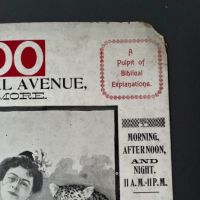 00
L AVENUE,
MORE.
A
Pulpit of
Biblical
Explanations.
MORNING,
AFTERNOON,
AND
NIGHT,
11 A.M.-11 P.M.